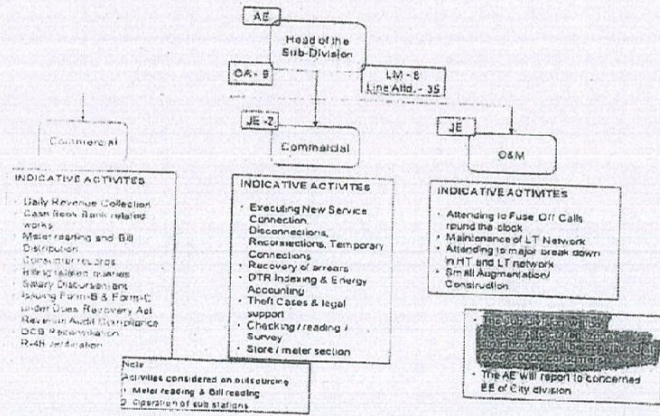 AE
Head of the
Sub-Division
OA - 9
LM - 8
Line Attd. - 35
JE - 2
JE
Commercial
Commercial
O&M
INDICATIVE ACTIVITES
• Daily Revenue Collection
• Cash Book Bank related
works
• Meter reading and Bill
Distribution
• Consumer records
• Billing related queries
• Salary Disbursement
• Issuing Form-B & Form-C
under Dues Recovery Act
• Revenue Audit Compliance
• DCB Reconciliation
INDICATIVE ACTIVITES
• Executing New Service
Connection,
Disconnections,
Reconnections, Temporary
Connections
• Recovery of arrears
• DTR Indexing & Energy
Accounting
• Theft Cases & legal
support
• Checking / reading /
Survey
• Store / meter section
INDICATIVE ACTIVITES
• Attending to Fuse Off Calls
round the clock
• Maintenance of LT Network
• Attending to major break down
in HT and LT network
• Small Augmentation/
Construction
• The
• The AE will report to concerned
EE of City division
Note
Activities considered on outsourcing
1 Meter reading & Bill reading
2 Operation of sub stations